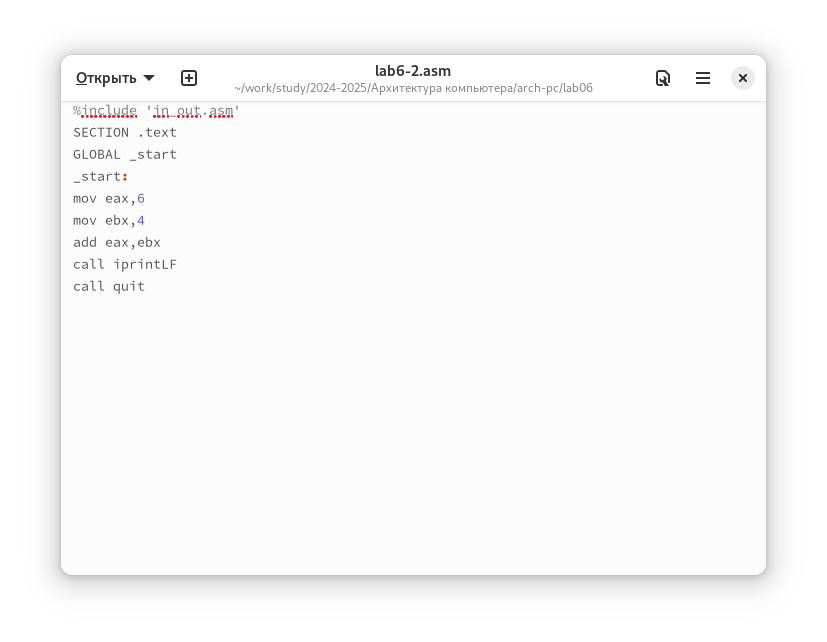 Открыть
lab6-2.asm
~/work/study/2024-2025/Архитектура компьютера/arch-pc/lab06
%include 'in_out.asm'
SECTION .text
GLOBAL _start
_start:
mov eax,6
mov ebx,4
add eax,ebx
call iprintLF
call quit